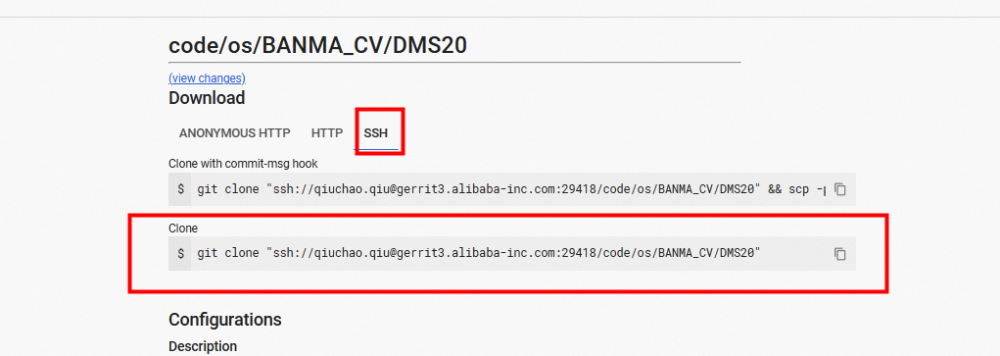 code/os/BANMA_CV/DMS20
(view changes)
Download
ANONYMOUS HTTP HTTP SSH
Clone with commit-msg hook
$ git clone "ssh://qiuchao.qiu@gerrit3.alibaba-inc.com:29418/code/os/BANMA_CV/DMS20" && scp -p
Clone
$ git clone "ssh://qiuchao.qiu@gerrit3.alibaba-inc.com:29418/code/os/BANMA_CV/DMS20"
Configurations
Description